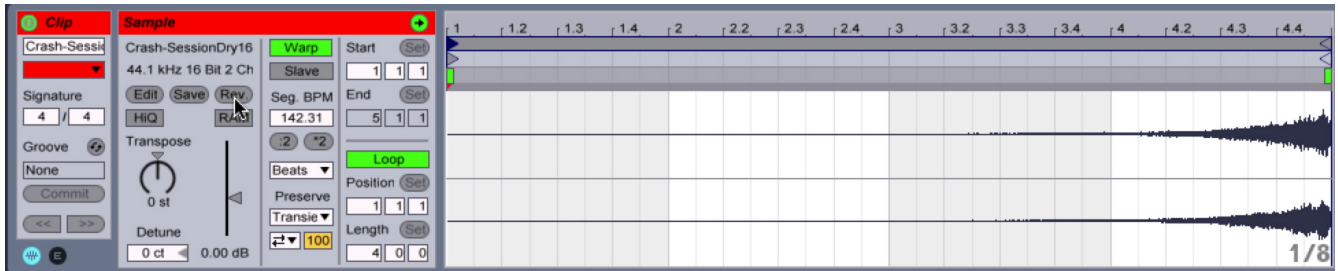 Clip
Crash-Sessic
Signature
4 / 4
Groove
None
Commit
<< >>
E
Sample
Crash-SessionDry16
44.1 kHz 16 Bit 2 Ch
Edit Save Rev.
HiQ RAM
Transpose
0 st
Detune
0 ct 0.00 dB
Warp
Slave
Seg. BPM
142.31
:2 *2
Beats
Preserve
Transie
100
Start Set
1 1 1
End Set
5 1 1
Loop
Position Set
1 1 1
Length Set
4 0 0
1 1.2 1.3 1.4 2 2.2 2.3 2.4 3 3.2 3.3 3.4 4 4.2 4.3 4.4
1/8